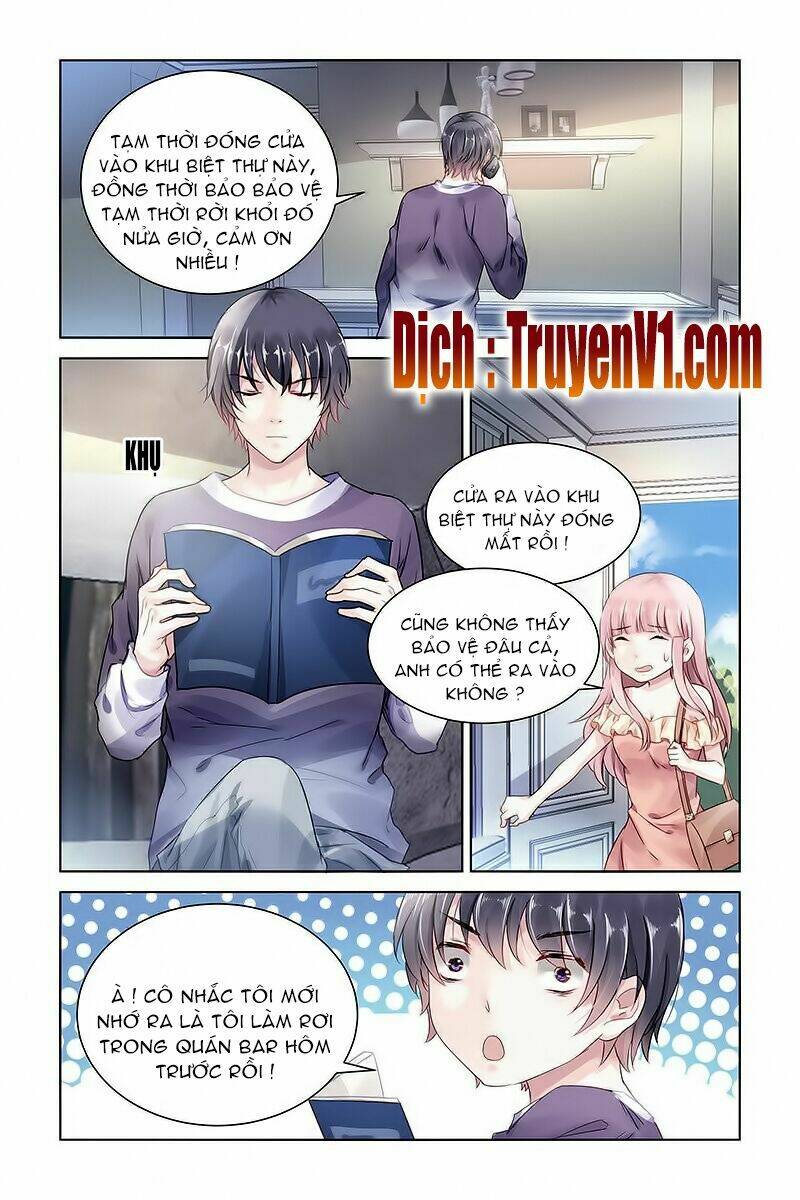 TẠM THỜI ĐÓNG CỬA
VÀO KHU BIỆT THỰ NÀY,
ĐỒNG THỜI BẢO BẢO VỆ
TẠM THỜI RỜI KHỎI ĐÓ
NỬA GIỜ, CẢM ƠN
NHIỀU !
Dịch : TruyenV1.com
KHỤ
CỬA RA VÀO KHU
BIỆT THỰ NÀY ĐÓNG
MẤT RỒI !
CŨNG KHÔNG THẤY
BẢO VỆ ĐÂU CẢ,
ANH CÓ THẺ RA VÀO
KHÔNG ?
À ! CÔ NHẮC TÔI MỚI
NHỚ RA LÀ TÔI LÀM RƠI
TRONG QUÁN BAR HÔM
TRƯỚC RỒI !